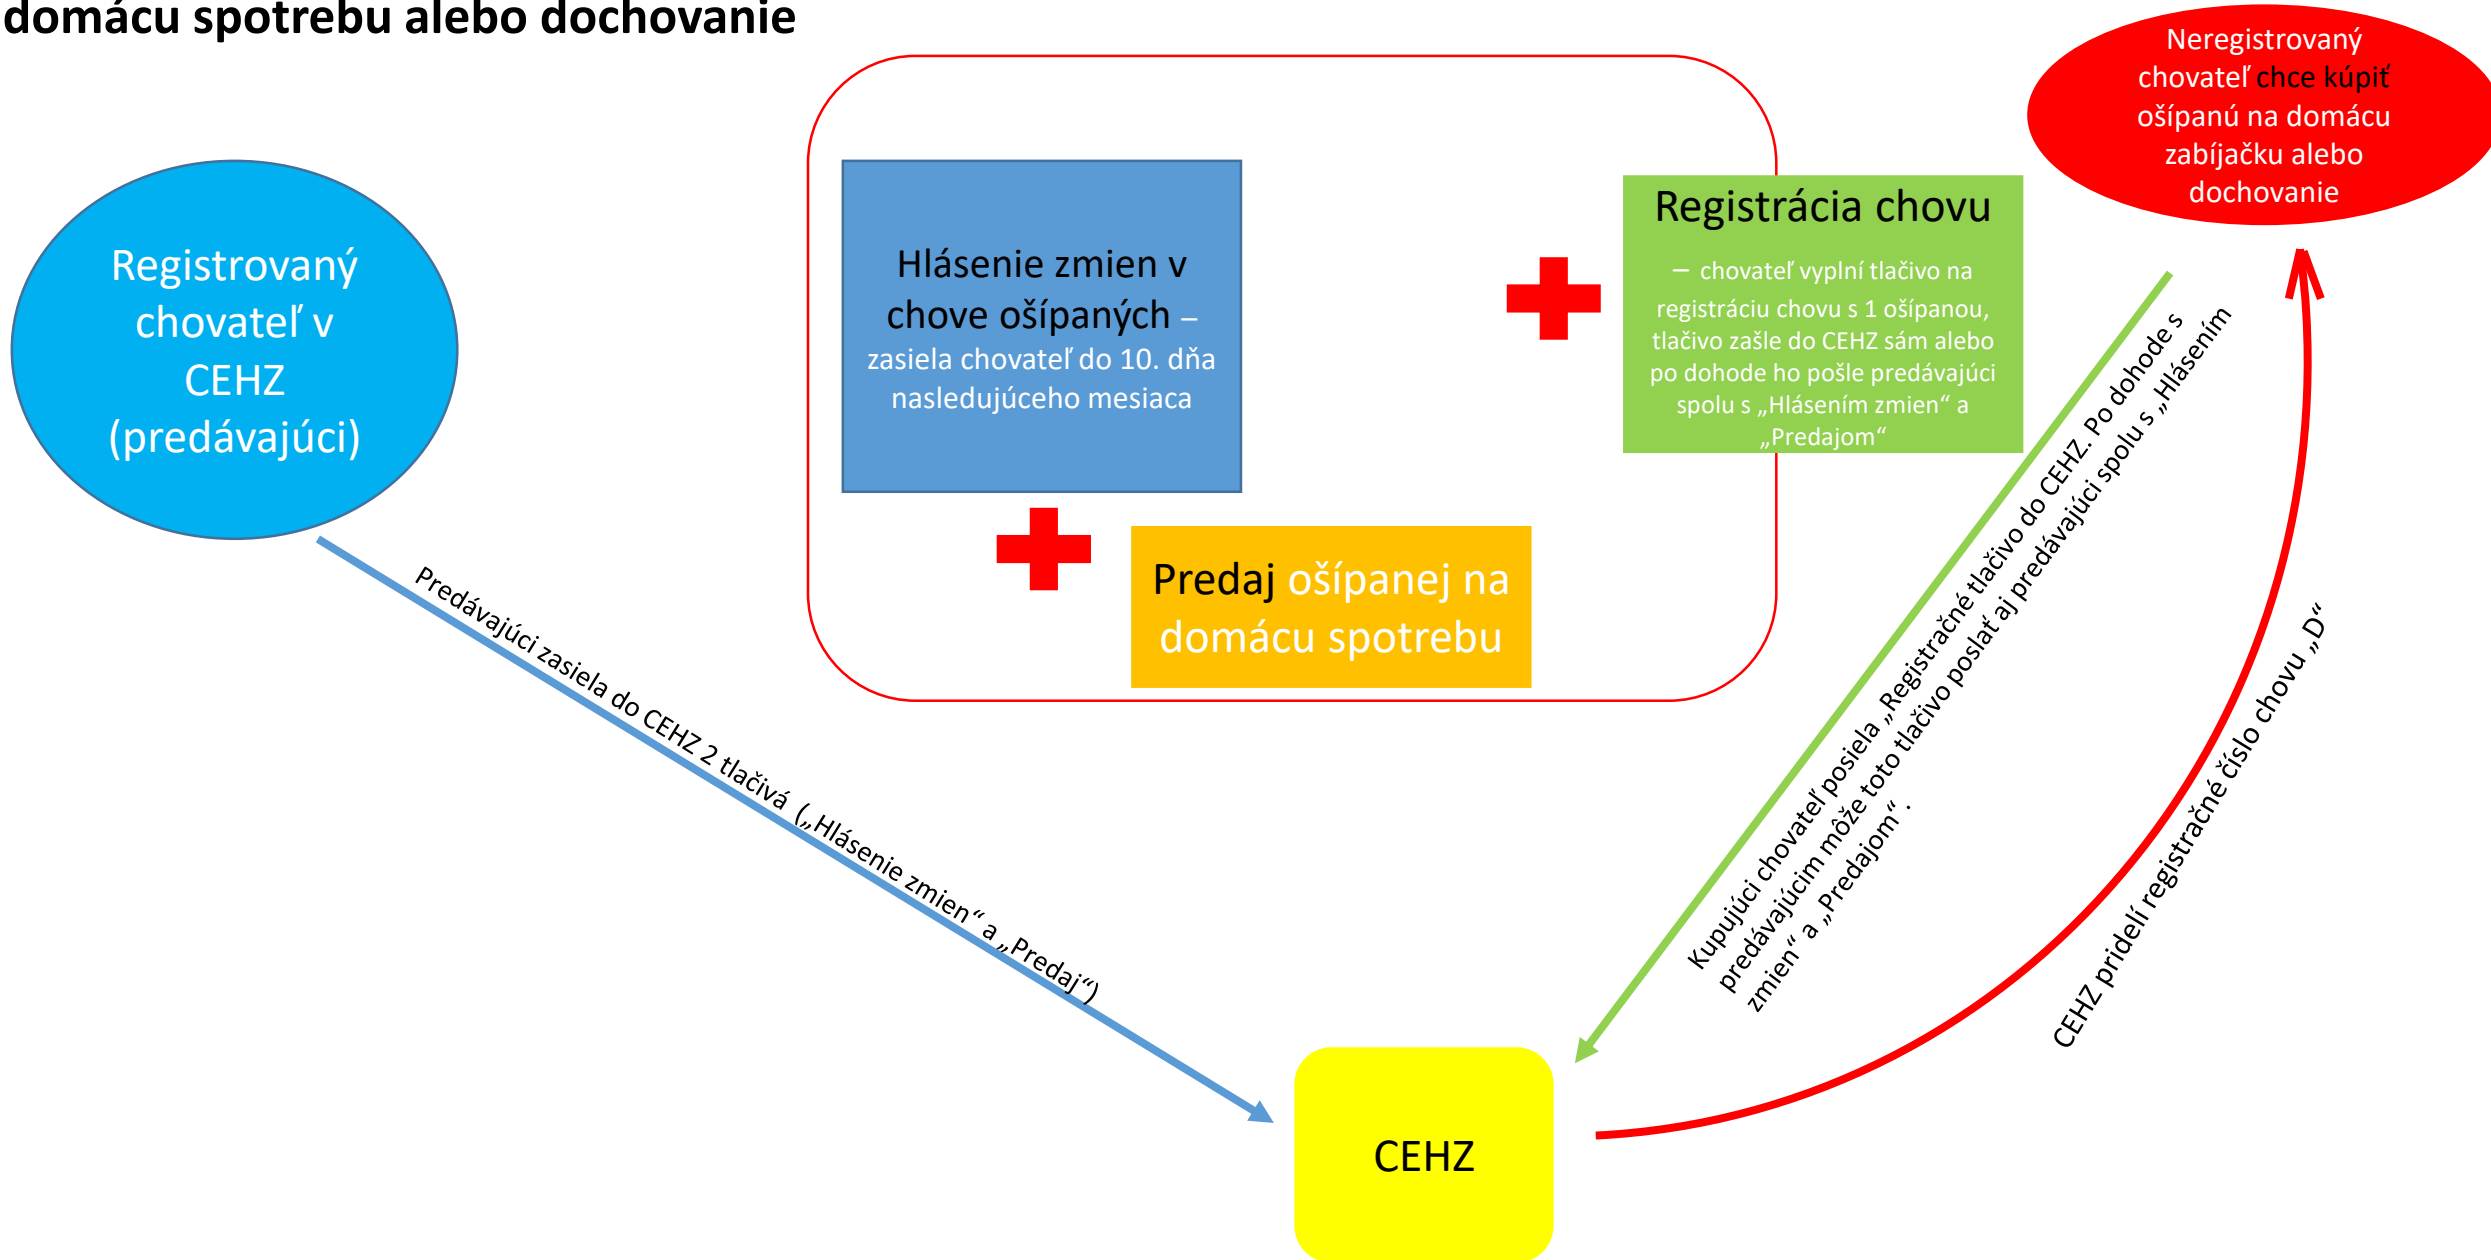 domácu spotrebu alebo dochovanie
Neregistrovaný
chovateľ chce kúpiť
ošípanú na domácu
zabíjačku alebo
dochovanie
Registrovaný
chovateľ v
CEHZ
(predávajúci)
Hlásenie zmien v
chove ošípaných –
zasiela chovateľ do 10. dňa
nasledujúceho mesiaca
Registrácia chovu
– chovateľ vyplní tlačivo na
registráciu chovu s 1 ošípanou,
tlačivo zašle do CEHZ sám alebo
po dohode ho pošle predávajúci
spolu s „Hlásením zmien“ a
„Predajom“
Predaj ošípanej na
domácu spotrebu
Predávajúci zasiela do CEHZ 2 tlačivá („Hlásenie zmien“ a „Predaj“)
Kupujúci chovateľ posiela „Registračné tlačivo do CEHZ. Po dohode s
predávajúcim môže toto tlačivo poslať aj predávajúci spolu s „Hlásením
zmien“ a „Predajom“.
CEHZ pridelí registračné číslo chovu „D“
CEHZ